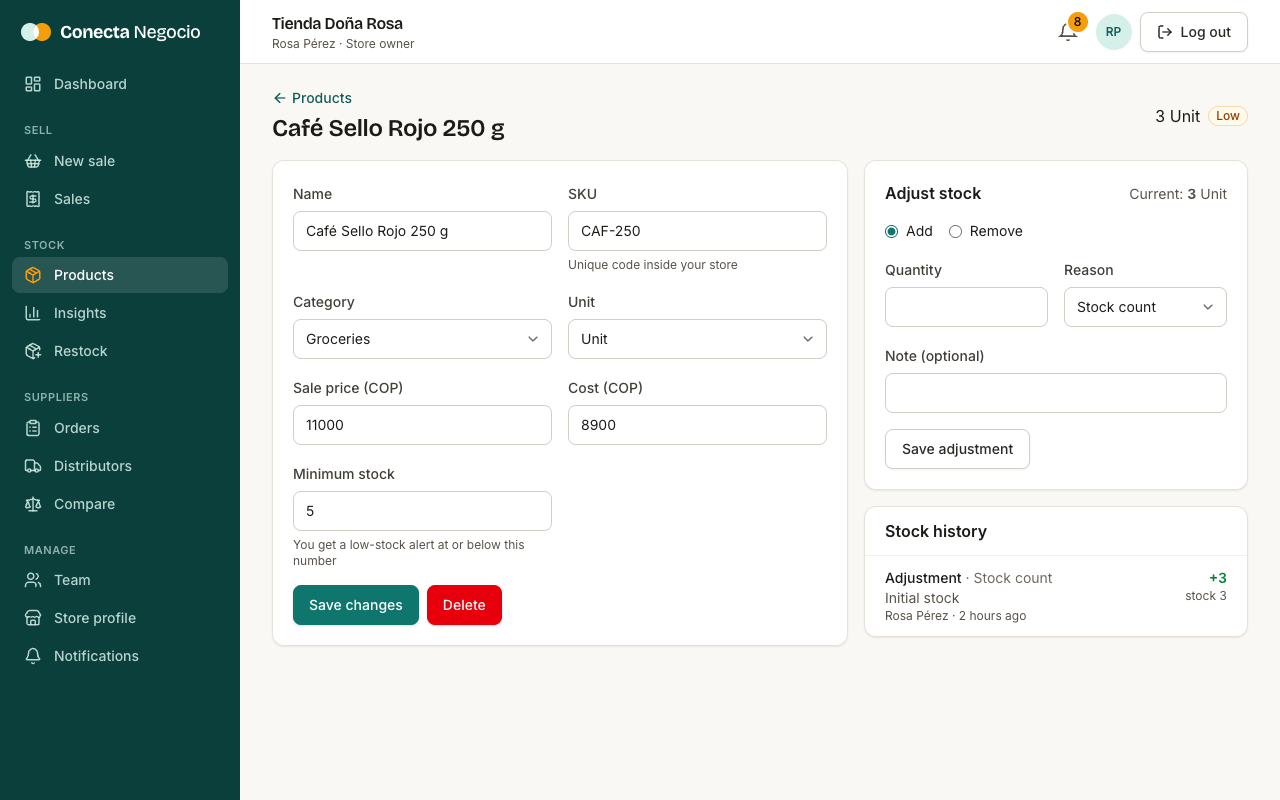 Conecta Negocio
Dashboard
SELL
New sale
Sales
STOCK
Products
Insights
Restock
SUPPLIERS
Orders
Distributors
Compare
MANAGE
Team
Store profile
Notifications
Tienda Doña Rosa
Rosa Pérez · Store owner
8
RP
Log out
Products
Café Sello Rojo 250 g
3 Unit
Low
Name
SKU
Café Sello Rojo 250 g
CAF-250
Unique code inside your store
Category
Unit
Groceries
Unit
Sale price (COP)
Cost (COP)
11000
8900
Minimum stock
5
You get a low-stock alert at or below this
number
Save changes
Delete
Adjust stock
Current: 3 Unit
Add
Remove
Quantity
Reason
Stock count
Note (optional)
Save adjustment
Stock history
Adjustment · Stock count
+3
Initial stock
stock 3
Rosa Pérez · 2 hours ago